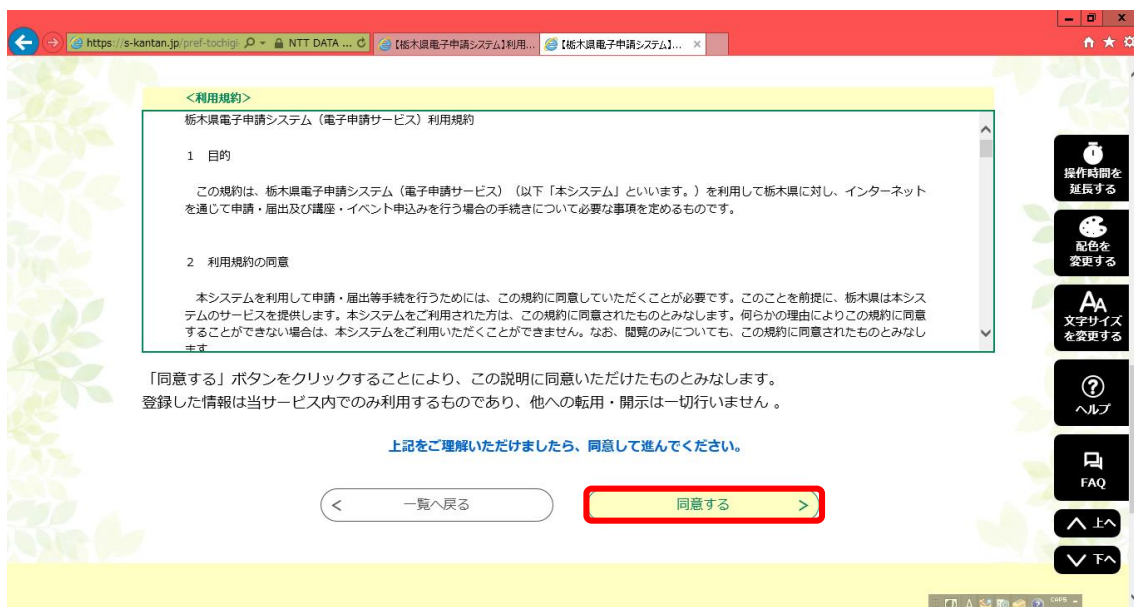 https://s-kantan.jp/pref-tochigi- NTT DATA ... 【栃木県電子申請システム】利用... 【栃木県電子申請システム】... ×
<利用規約>
栃木県電子申請システム（電子申請サービス）利用規約
1　目的
この規約は、栃木県電子申請システム（電子申請サービス）（以下「本システム」といいます。）を利用して栃木県に対し、インターネット
を通じて申請・届出及び講座・イベント申込みを行う場合の手続きについて必要な事項を定めるものです。
2　利用規約の同意
本システムを利用して申請・届出等手続を行うためには、この規約に同意していただくことが必要です。このことを前提に、栃木県は本シス
テムのサービスを提供します。本システムをご利用された方は、この規約に同意されたものとみなします。何らかの理由によりこの規約に同意
することができない場合は、本システムをご利用いただくことができません。なお、閲覧のみについても、この規約に同意されたものとみなし
ます
「同意する」ボタンをクリックすることにより、この説明に同意いただけたものとみなします。
登録した情報は当サービス内でのみ利用するものであり、他への転用・開示は一切行いません 。
上記をご理解いただけましたら、同意して進んでください。
< 一覧へ戻る
同意する >
操作時間を
延長する
配色を
変更する
AA
文字サイズ
を変更する
?
ヘルプ
FAQ
上へ
下へ
A CAPS